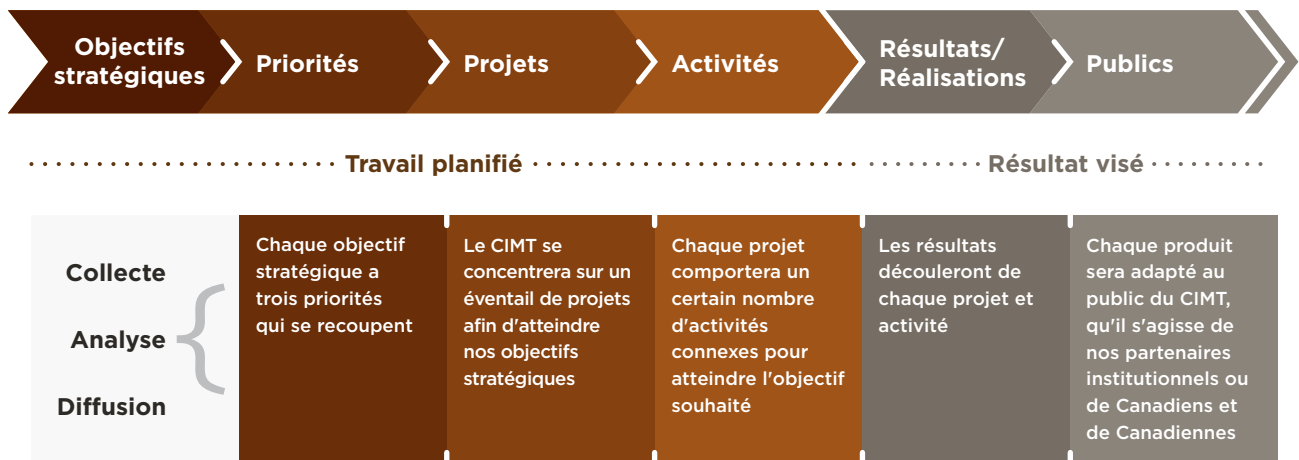 Objectifs
stratégiques
Priorités
Projets
Activités
Résultats/
Réalisations
Publics
Travail planifié
Résultat visé
Collecte
Analyse
Diffusion
Chaque objectif
stratégique a
trois priorités
qui se recoupent
Le CIMT se
concentrera sur un
éventail de projets
afin d'atteindre
nos objectifs
stratégiques
Chaque projet
comportera un
certain nombre
d'activités
connexes pour
atteindre l'objectif
souhaité
Les résultats
découleront de
chaque projet et
activité
Chaque produit
sera adapté au
public du CIMT,
qu'il s'agisse de
nos partenaires
institutionnels ou
de Canadiens et
de Canadiennes